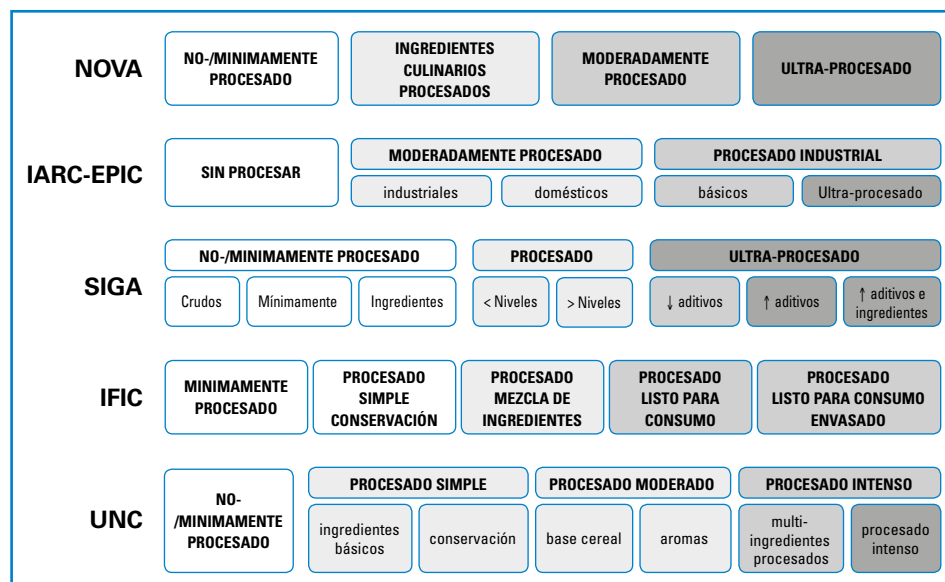 NOVA
NO-/MINIMAMENTE
PROCESADO
INGREDIENTES
CULINARIOS
PROCESADOS
MODERADAMENTE
PROCESADO
ULTRA-PROCESADO
IARC-EPIC
SIN PROCESAR
MODERADAMENTE PROCESADO
industriales
domésticos
PROCESADO INDUSTRIAL
básicos
Ultra-procesado
SIGA
NO-/MINIMAMENTE PROCESADO
Crudos
Mínimamente
Ingredientes
PROCESADO
< Niveles
> Niveles
ULTRA-PROCESADO
↓ aditivos
↑ aditivos
↑ aditivos e
ingredientes
IFIC
MINIMAMENTE
PROCESADO
PROCESADO
SIMPLE
CONSERVACIÓN
PROCESADO
MEZCLA DE
INGREDIENTES
PROCESADO
LISTO PARA
CONSUMO
PROCESADO
LISTO PARA CONSUMO
ENVASADO
UNC
NO-
/MINIMAMENTE
PROCESADO
PROCESADO SIMPLE
ingredientes
básicos
conservación
PROCESADO MODERADO
base cereal
aromas
PROCESADO INTENSO
multi-
ingredientes
procesados
procesado
intenso